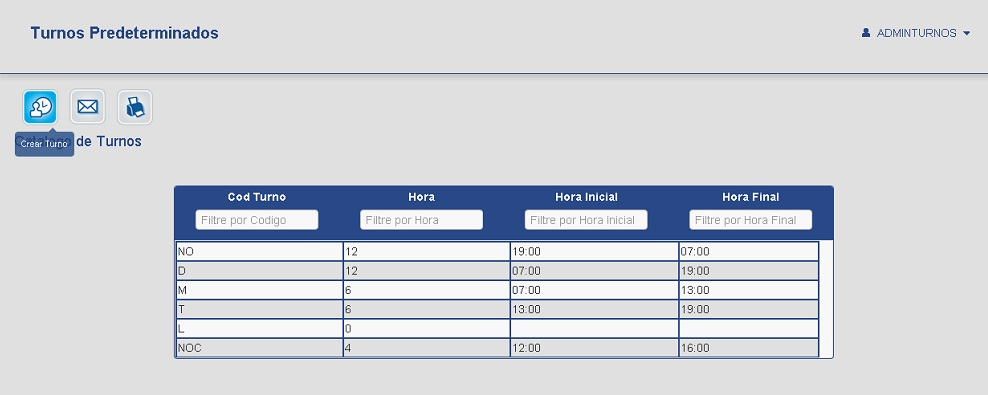 Turnos Predeterminados
ADMINTURNOS
Crear Turno
de Turnos
Cod Turno Hora Hora Inicial Hora Final
Filtre por Codigo Filtre por Hora Filtre por Hora Inicial Filtre por Hora Final
NO 12 19:00 07:00
D 12 07:00 19:00
M 6 07:00 13:00
T 6 13:00 19:00
L 0
NOC 4 12:00 16:00